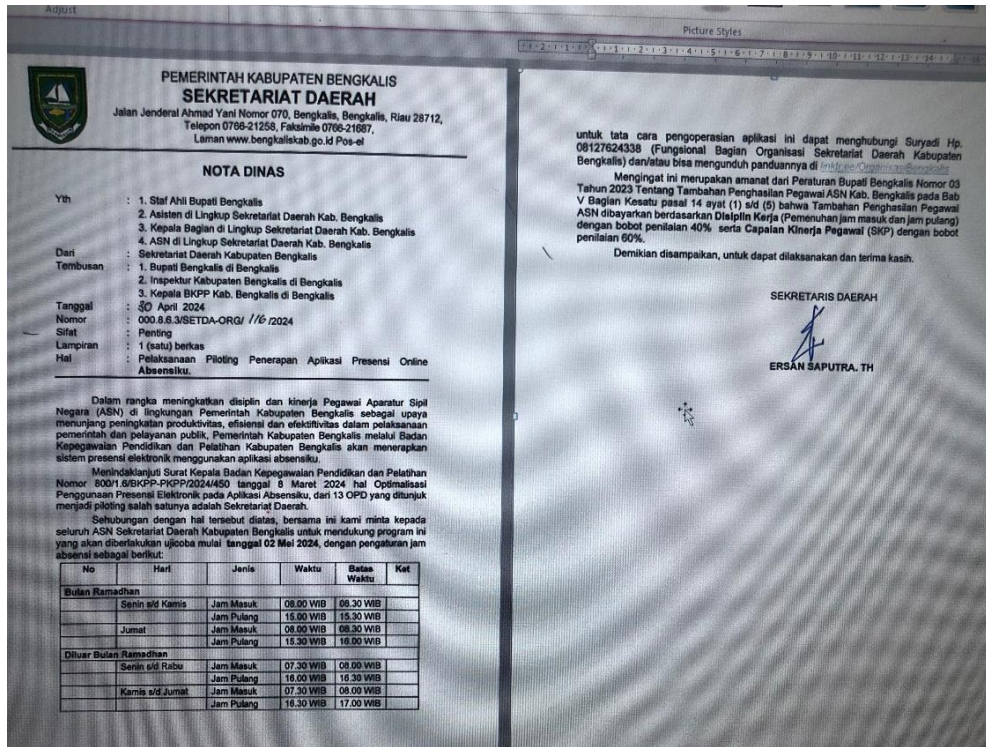 Adjust
Picture Styles
PEMERINTAH KABUPATEN BENGKALIS
SEKRETARIAT DAERAH
Jalan Jenderal Ahmad Yani Nomor 070, Bengkalis, Bengkalis, Riau 28712,
Telepon 0766-21258, Faksimile 0766-21687,
Laman www.bengkaliskab.go.id Pos-el
NOTA DINAS
Yth : 1. Staf Ahli Bupati Bengkalis
2. Asisten di Lingkup Sekretariat Daerah Kab. Bengkalis
3. Kepala Bagian di Lingkup Sekretariat Daerah Kab. Bengkalis
4. ASN di Lingkup Sekretariat Daerah Kab. Bengkalis
Dari : Sekretariat Daerah Kabupaten Bengkalis
Tembusan : 1. Bupati Bengkalis di Bengkalis
2. Inspektur Kabupaten Bengkalis di Bengkalis
3. Kepala BKPP Kab. Bengkalis di Bengkalis
Tanggal : 30 April 2024
Nomor : 000.8.6.3/SETDA-ORG/ 116 /2024
Sifat : Penting
Lampiran : 1 (satu) berkas
Hal : Pelaksanaan Piloting Penerapan Aplikasi Presensi Online
Absensiku.
Dalam rangka meningkatkan disiplin dan kinerja Pegawai Aparatur Sipil
Negara (ASN) di lingkungan Pemerintah Kabupaten Bengkalis sebagai upaya
menunjang peningkatan produktivitas, efisiensi dan efektiftivitas dalam pelaksanaan
pemerintah dan pelayanan publik, Pemerintah Kabupaten Bengkalis melalui Badan
Kepegawaian Pendidikan dan Pelatihan Kabupaten Bengkalis akan menerapkan
sistem presensi elektronik menggunakan aplikasi absensiku.
Menindaklanjuti Surat Kepala Badan Kepegawaian Pendidikan dan Pelatihan
Nomor 800/1.6/BKPP-PKPP/2024/450 tanggal 8 Maret 2024 hal Optimalisasi
Penggunaan Presensi Elektronik pada Aplikasi Absensiku, dari 13 OPD yang ditunjuk
menjadi piloting salah satunya adalah Sekretariat Daerah.
Sehubungan dengan hal tersebut diatas, bersama ini kami minta kepada
seluruh ASN Sekretariat Daerah Kabupaten Bengkalis untuk mendukung program ini
yang akan diberlakukan ujicoba mulai tanggal 02 Mei 2024, dengan pengaturan jam
absensi sebagai berikut:
No Hari Jenis Waktu Batas Waktu Ket
Bulan Ramadhan
Senin s/d Kamis Jam Masuk 08.00 WIB 08.30 WIB
Jam Pulang 15.00 WIB 15.30 WIB
Jumat Jam Masuk 08.00 WIB 08.30 WIB
Jam Pulang 15.30 WIB 16.00 WIB
Diluar Bulan Ramadhan
Senin s/d Rabu Jam Masuk 07.30 WIB 08.00 WIB
Jam Pulang 16.00 WIB 16.30 WIB
Kamis s/d Jumat Jam Masuk 07.30 WIB 08.00 WIB
Jam Pulang 16.30 WIB 17.00 WIB
untuk tata cara pengoperasian aplikasi ini dapat menghubungi Suryadi Hp.
08127624338 (Fungsional Bagian Organisasi Sekretariat Daerah Kabupaten
Bengkalis) dan/atau bisa mengunduh panduannya di linktr.ee/OrganisasiBengkalis
Mengingat ini merupakan amanat dari Peraturan Bupati Bengkalis Nomor 03
Tahun 2023 Tentang Tambahan Penghasilan Pegawai ASN Kab. Bengkalis pada Bab
V Bagian Kesatu pasal 14 ayat (1) s/d (5) bahwa Tambahan Penghasilan Pegawai
ASN dibayarkan berdasarkan Disiplin Kerja (Pemenuhan jam masuk dan jam pulang)
dengan bobot penilaian 40% serta Capaian Kinerja Pegawai (SKP) dengan bobot
penilaian 60%.
Demikian disampaikan, untuk dapat dilaksanakan dan terima kasih.
SEKRETARIS DAERAH
ERSAN SAPUTRA. TH